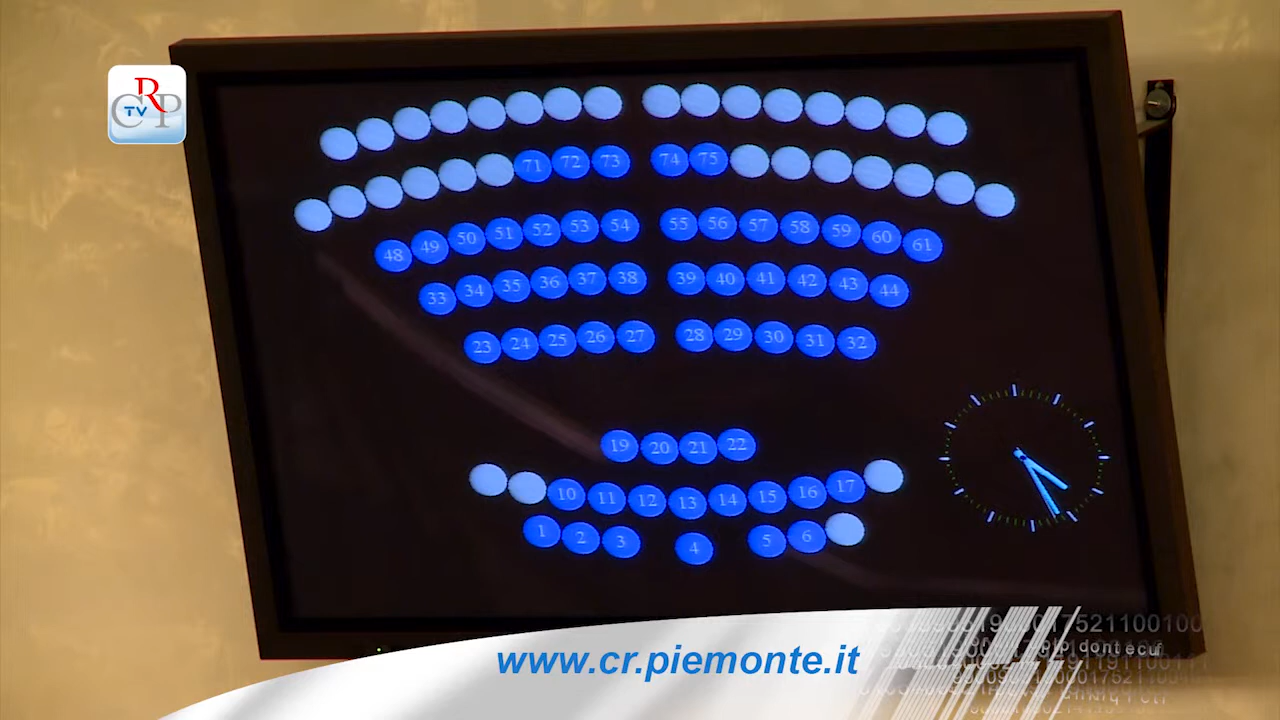 CRP
TV
71 72 73 74 75
48 49 50 51 52 53 54 55 56 57 58 59 60 61
33 34 35 36 37 38 39 40 41 42 43 44
23 24 25 26 27 28 29 30 31 32
19 20 21 22
10 11 12 13 14 15 16 17
1 2 3 4 5 6
www.cr.piemonte.it